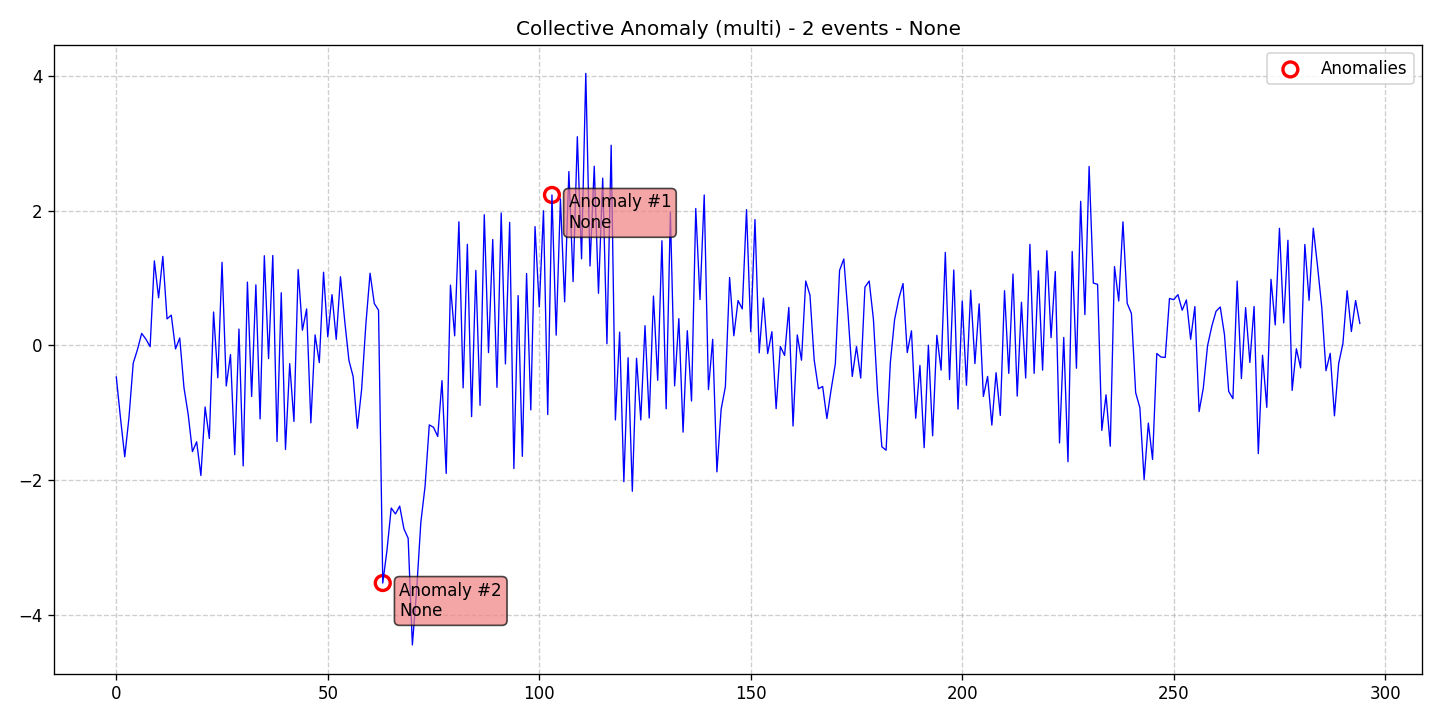 Collective Anomaly (multi) - 2 events - None
Anomalies
4
2
0
−2
−4
Anomaly #1
None
Anomaly #2
None
0 50 100 150 200 250 300